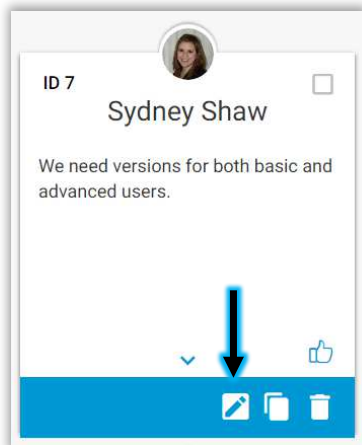 ID 7
Sydney Shaw
We need versions for both basic and
advanced users.